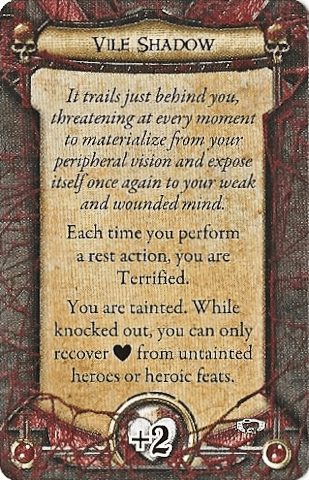 Vile Shadow
It trails just behind you,
threatening at every moment
to materialize from your
peripheral vision and expose
itself once again to your weak
and wounded mind.
Each time you perform
a rest action, you are
Terrified.
You are tainted. While
knocked out, you can only
recover ♥ from untainted
heroes or heroic feats.
+2